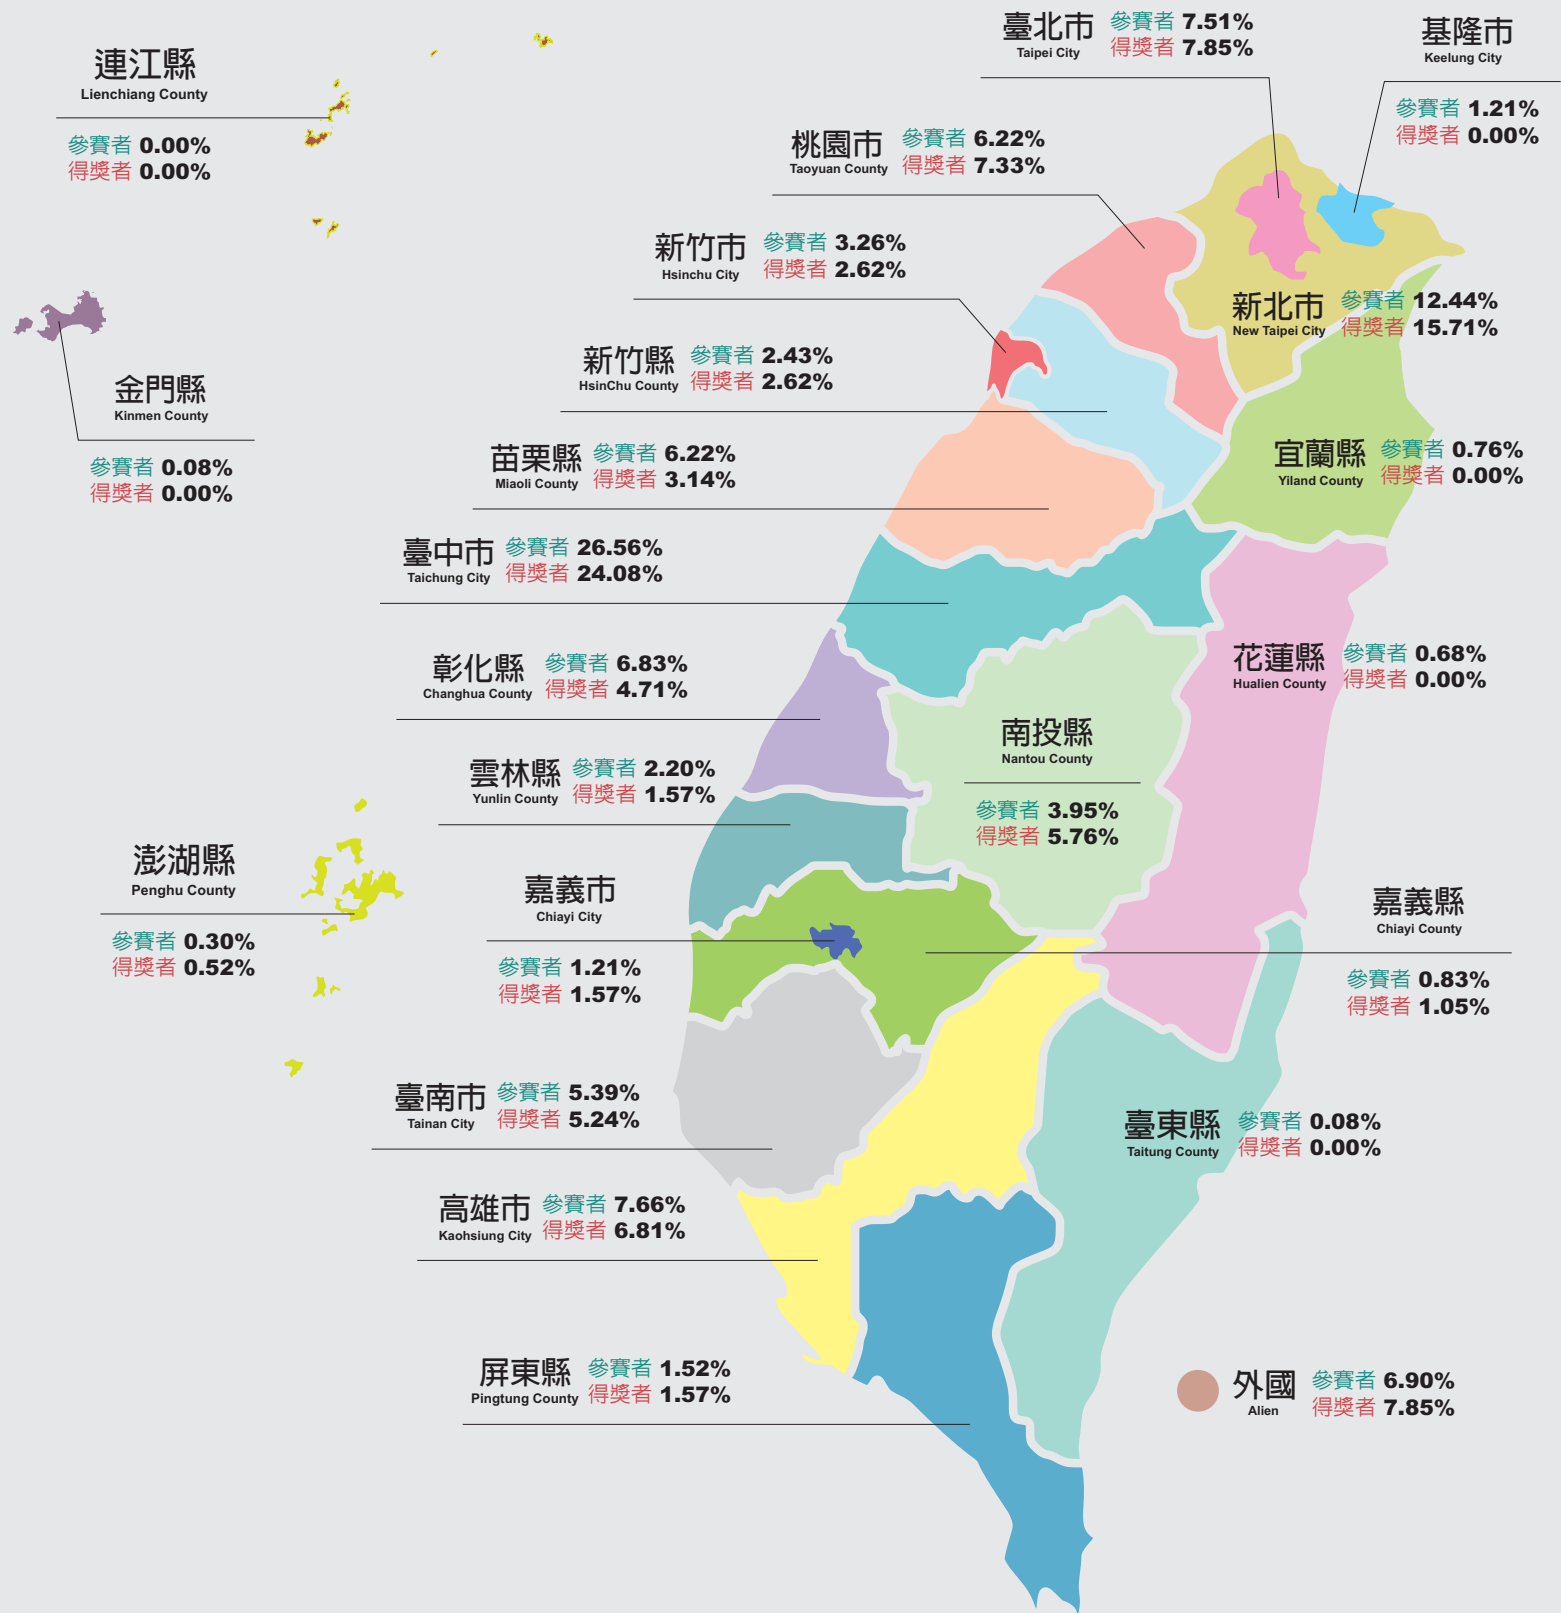 連江縣
Lienchiang County
參賽者 0.00%
得獎者 0.00%
臺北市
Taipei City
參賽者 7.51%
得獎者 7.85%
基隆市
Keelung City
參賽者 1.21%
得獎者 0.00%
桃園市
Taoyuan County
參賽者 6.22%
得獎者 7.33%
新竹市
Hsinchu City
參賽者 3.26%
得獎者 2.62%
新北市
New Taipei City
參賽者 12.44%
得獎者 15.71%
新竹縣
HsinChu County
參賽者 2.43%
得獎者 2.62%
金門縣
Kinmen County
參賽者 0.08%
得獎者 0.00%
苗栗縣
Miaoli County
參賽者 6.22%
得獎者 3.14%
宜蘭縣
Yiland County
參賽者 0.76%
得獎者 0.00%
臺中市
Taichung City
參賽者 26.56%
得獎者 24.08%
彰化縣
Changhua County
參賽者 6.83%
得獎者 4.71%
花蓮縣
Hualien County
參賽者 0.68%
得獎者 0.00%
南投縣
Nantou County
參賽者 3.95%
得獎者 5.76%
雲林縣
Yunlin County
參賽者 2.20%
得獎者 1.57%
澎湖縣
Penghu County
參賽者 0.30%
得獎者 0.52%
嘉義市
Chiayi City
參賽者 1.21%
得獎者 1.57%
嘉義縣
Chiayi County
參賽者 0.83%
得獎者 1.05%
臺南市
Tainan City
參賽者 5.39%
得獎者 5.24%
臺東縣
Taitung County
參賽者 0.08%
得獎者 0.00%
高雄市
Kaohsiung City
參賽者 7.66%
得獎者 6.81%
屏東縣
Pingtung County
參賽者 1.52%
得獎者 1.57%
外國
Alien
參賽者 6.90%
得獎者 7.85%